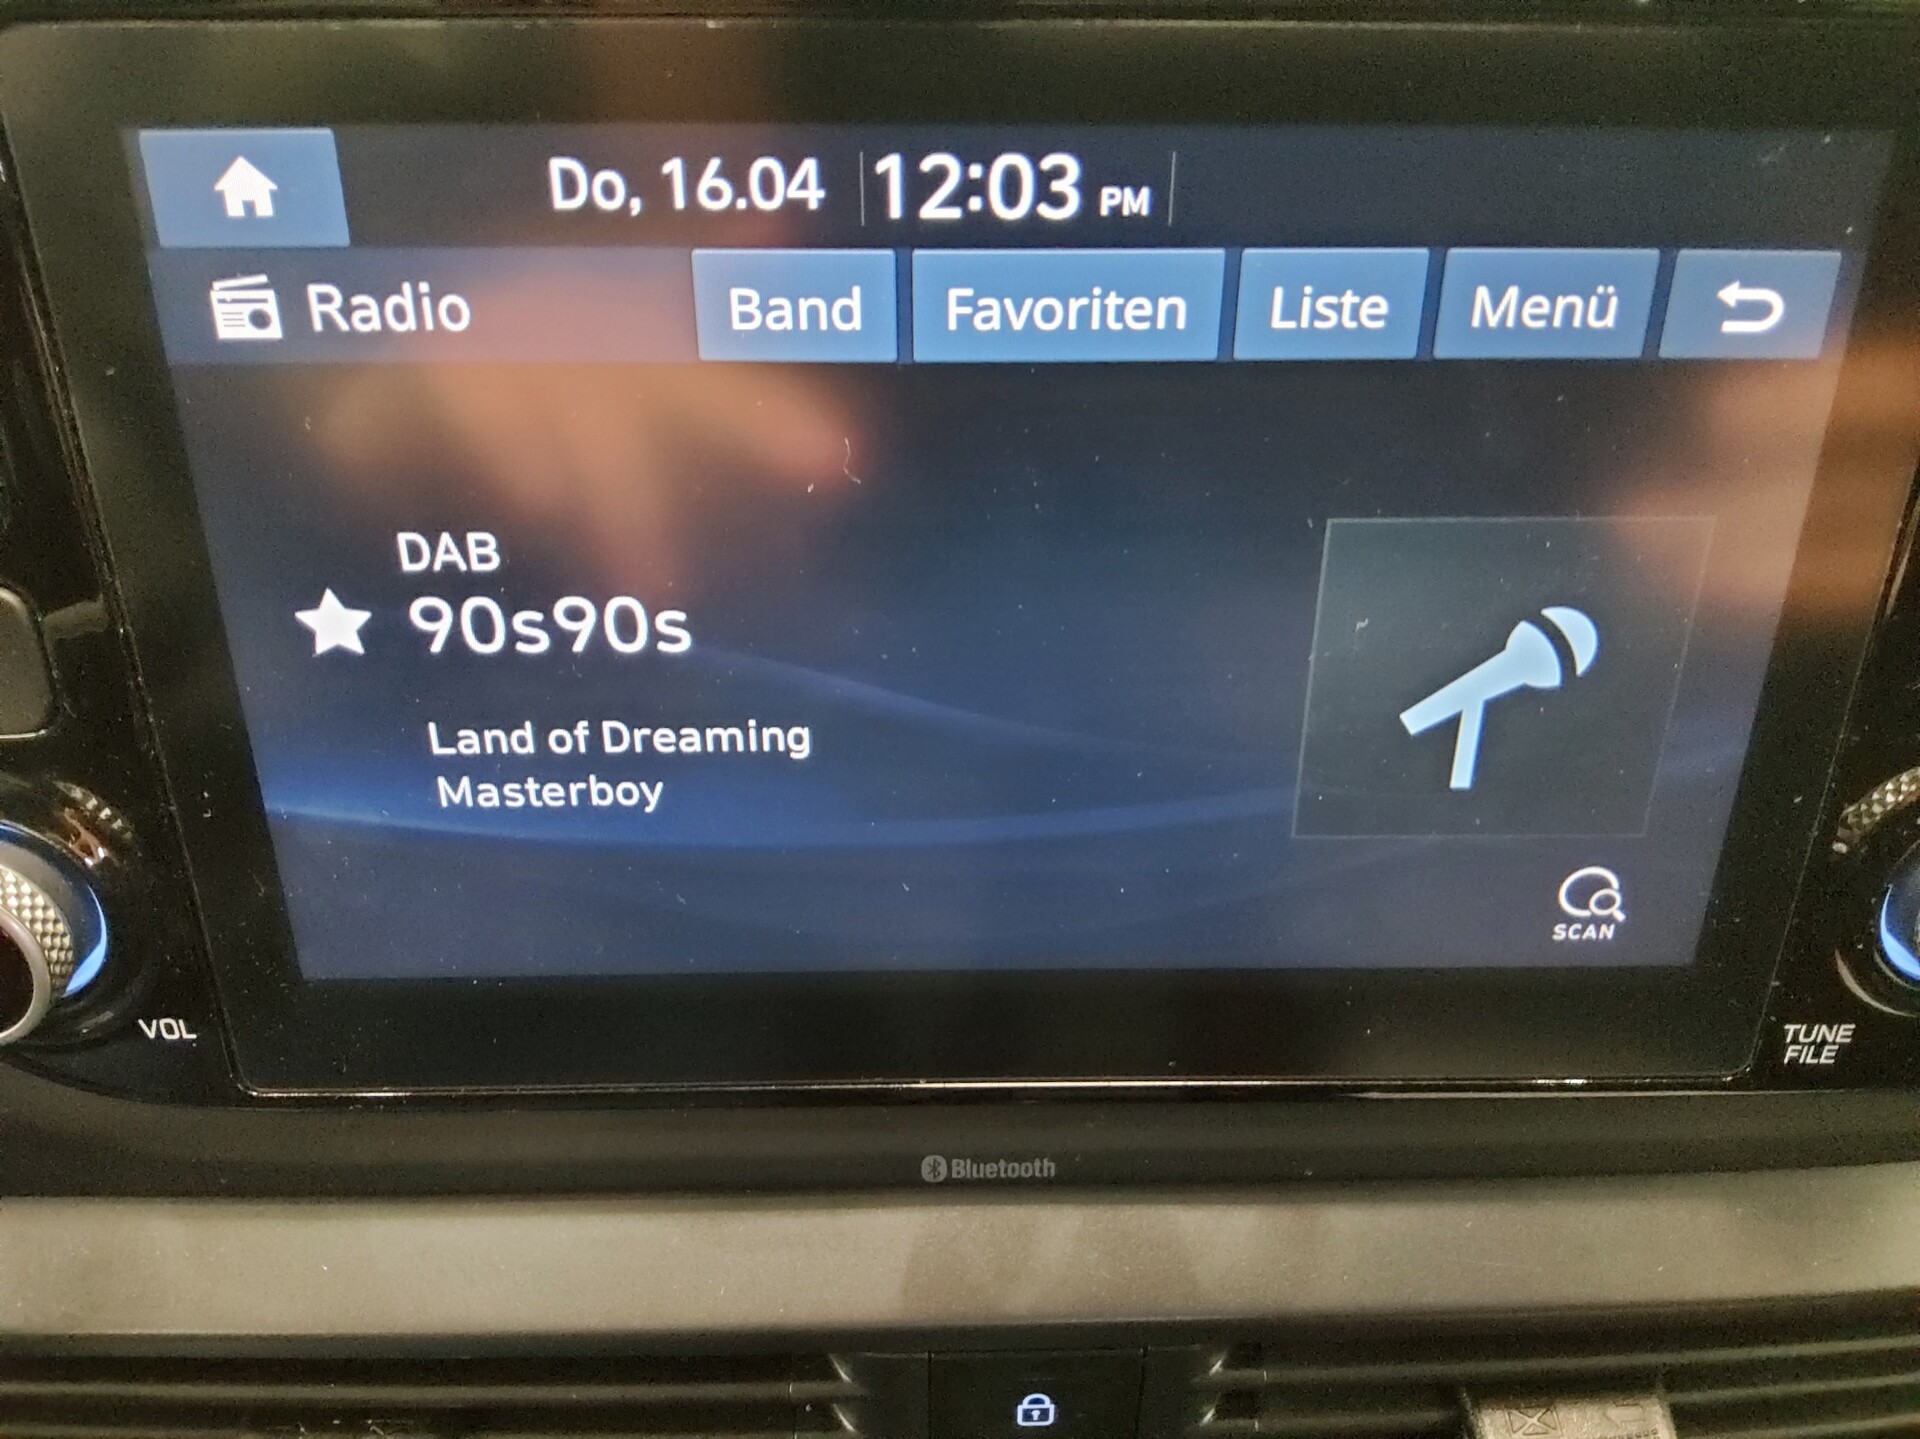 Do, 16.04 12:03 PM
Radio Band Favoriten Liste Menü
DAB
90s90s
Land of Dreaming
Masterboy
SCAN
VOL
TUNE
FILE
Bluetooth